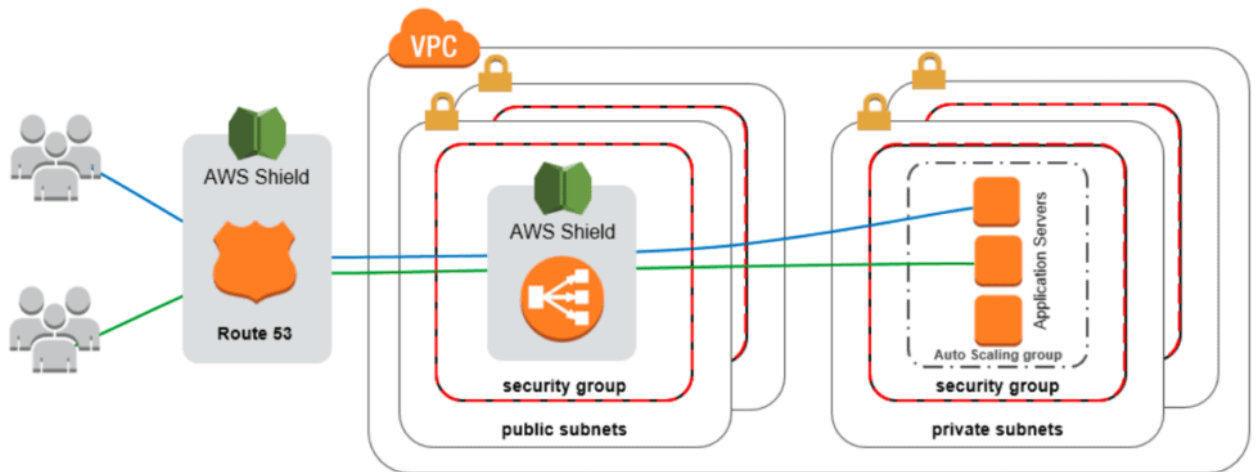 VPC
AWS Shield
Route 53
AWS Shield
security group
public subnets
Application Servers
Auto Scaling group
security group
private subnets